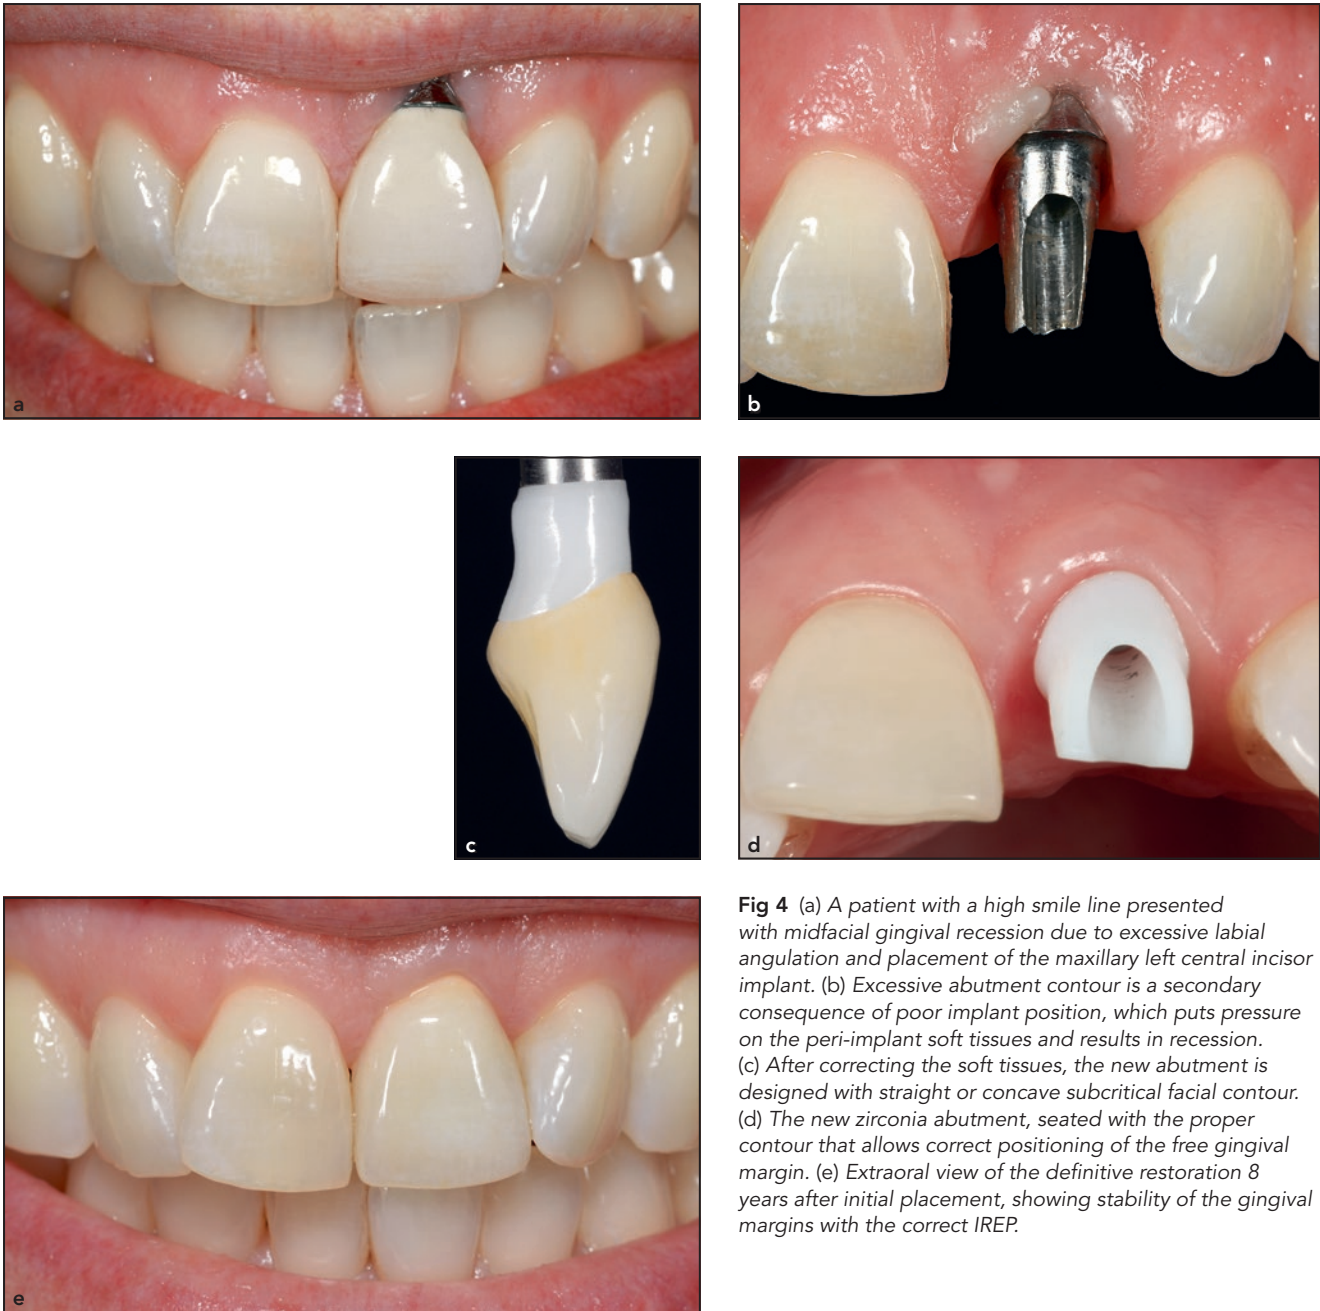 a
b
c
d
e
Fig 4 (a) A patient with a high smile line presented
with midfacial gingival recession due to excessive labial
angulation and placement of the maxillary left central incisor
implant. (b) Excessive abutment contour is a secondary
consequence of poor implant position, which puts pressure
on the peri-implant soft tissues and results in recession.
(c) After correcting the soft tissues, the new abutment is
designed with straight or concave subcritical facial contour.
(d) The new zirconia abutment, seated with the proper
contour that allows correct positioning of the free gingival
margin. (e) Extraoral view of the definitive restoration 8
years after initial placement, showing stability of the gingival
margins with the correct IREP.